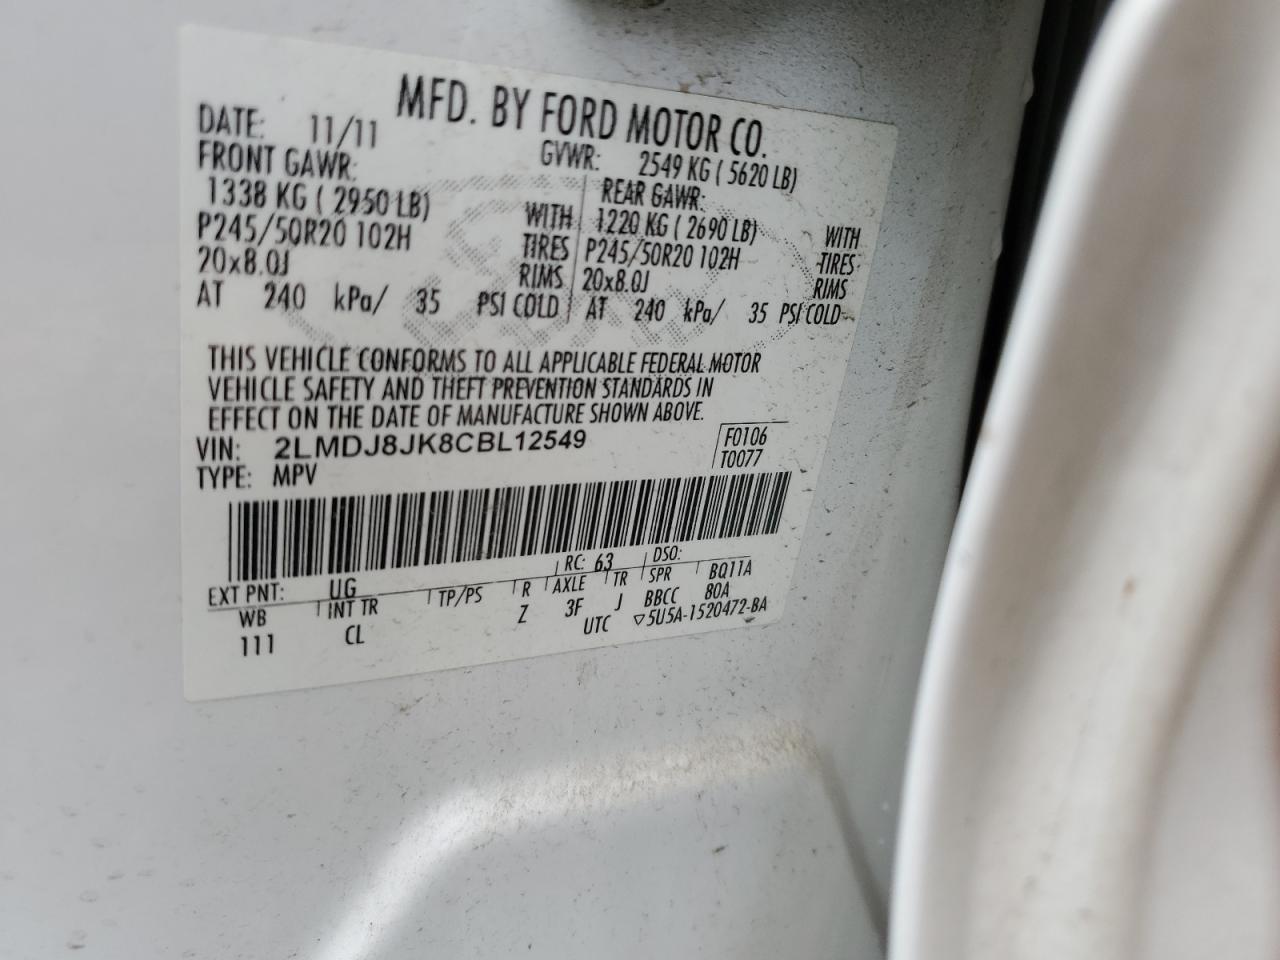 MFD. BY FORD MOTOR CO.
DATE: 11/11 GVWR: 2549 KG ( 5620 LB)
FRONT GAWR: REAR GAWR:
1338 KG ( 2950 LB) WITH 1220 KG ( 2690 LB) WITH
P245/50R20 102H TIRES P245/50R20 102H TIRES
20x8.0J RIMS 20x8.0J RIMS
AT 240 kPa/ 35 PSI COLD AT 240 kPa/ 35 PSI COLD
THIS VEHICLE CONFORMS TO ALL APPLICABLE FEDERAL MOTOR
VEHICLE SAFETY AND THEFT PREVENTION STANDARDS IN
EFFECT ON THE DATE OF MANUFACTURE SHOWN ABOVE.
VIN: 2LMDJ8JK8CBL12549 F0106
TYPE: MPV T0077
EXT PNT: UG RC: 63 DSO:
WB INT TR TP/PS R AXLE TR SPR BQ11A
111 CL Z 3F J BBCC 80A
UTC ▽5U5A-1520472-BA